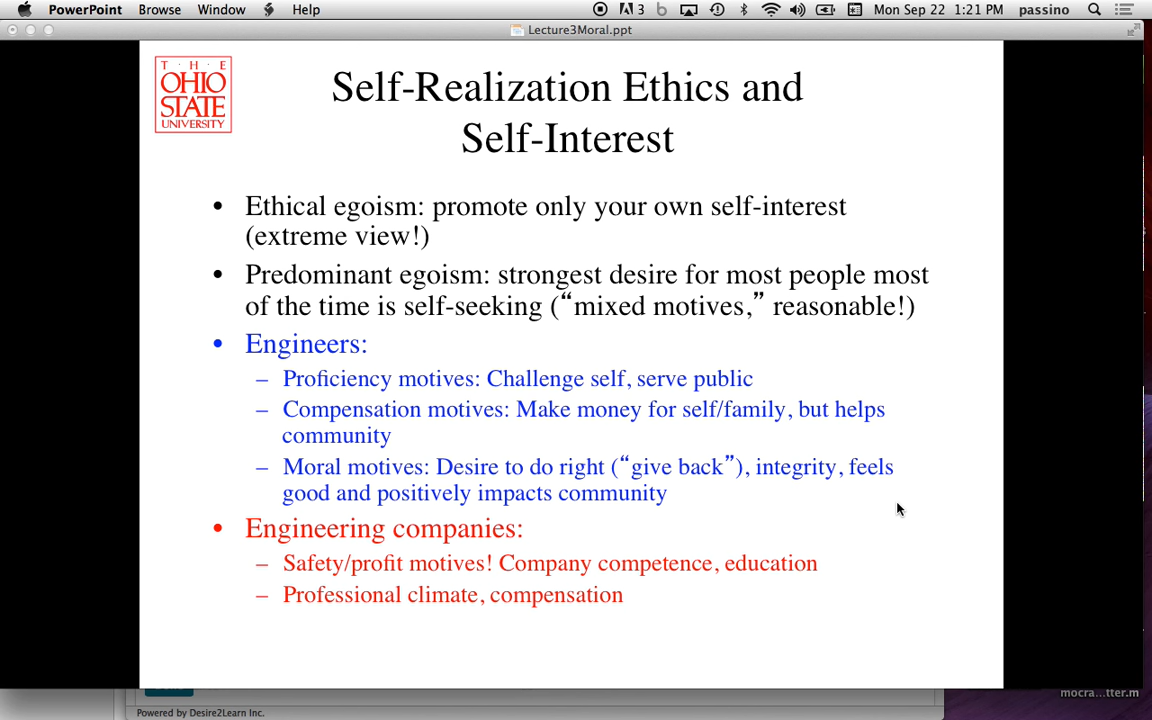 PowerPoint Browse Window Help 3 Mon Sep 22 1:21 PM passino
Lecture3Moral.ppt
T · H · E
OHIO
STATE
UNIVERSITY
Self-Realization Ethics and
Self-Interest
• Ethical egoism: promote only your own self-interest
(extreme view!)
• Predominant egoism: strongest desire for most people most
of the time is self-seeking (“mixed motives,” reasonable!)
• Engineers:
– Proficiency motives: Challenge self, serve public
– Compensation motives: Make money for self/family, but helps
community
– Moral motives: Desire to do right (“give back”), integrity, feels
good and positively impacts community
• Engineering companies:
– Safety/profit motives! Company competence, education
– Professional climate, compensation
mocra...tter.m
Powered by Desire2Learn Inc.